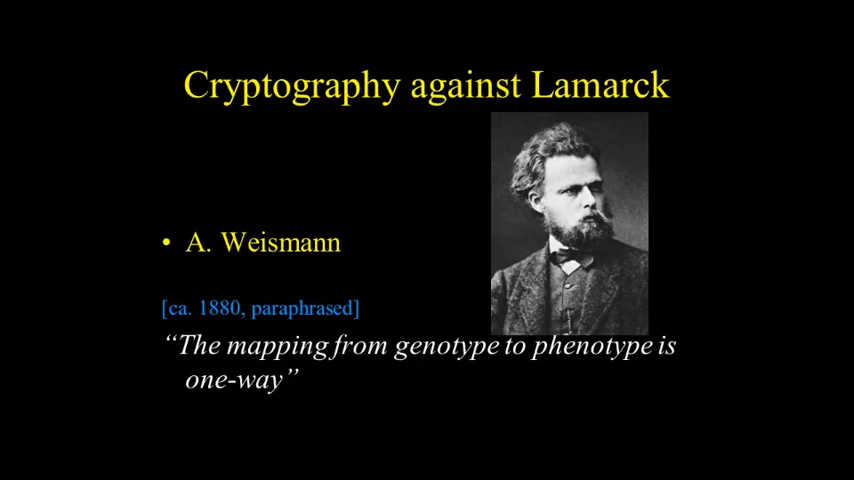 Cryptography against Lamarck
• A. Weismann
[ca. 1880, paraphrased]
“The mapping from genotype to phenotype is
one-way”